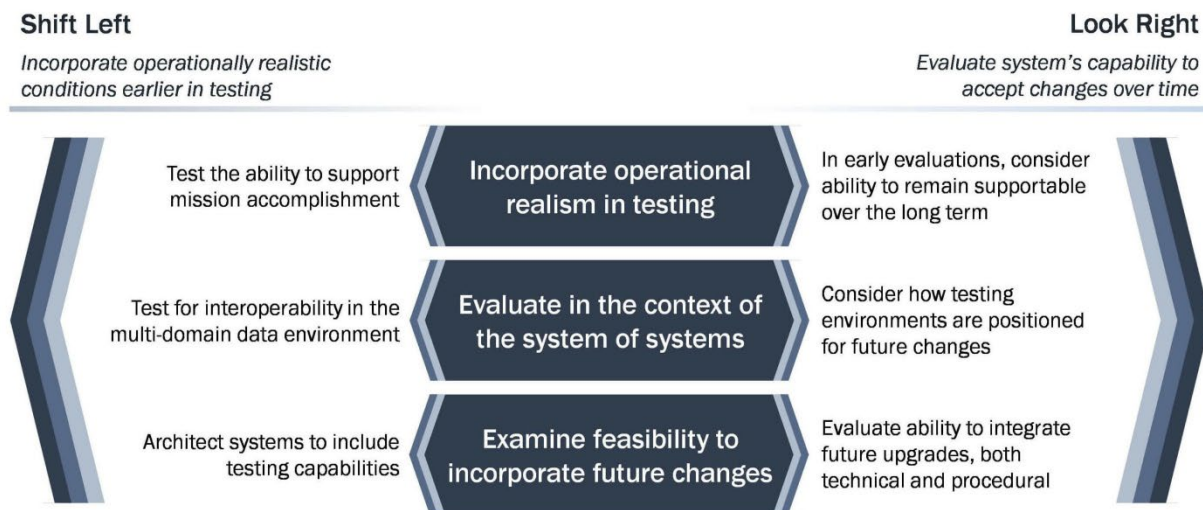 Shift Left
Incorporate operationally realistic
conditions earlier in testing
Look Right
Evaluate system's capability to
accept changes over time
Test the ability to support
mission accomplishment
Incorporate operational
realism in testing
In early evaluations, consider
ability to remain supportable
over the long term
Test for interoperability in the
multi-domain data environment
Evaluate in the context of
the system of systems
Consider how testing
environments are positioned
for future changes
Architect systems to include
testing capabilities
Examine feasibility to
incorporate future changes
Evaluate ability to integrate
future upgrades, both
technical and procedural